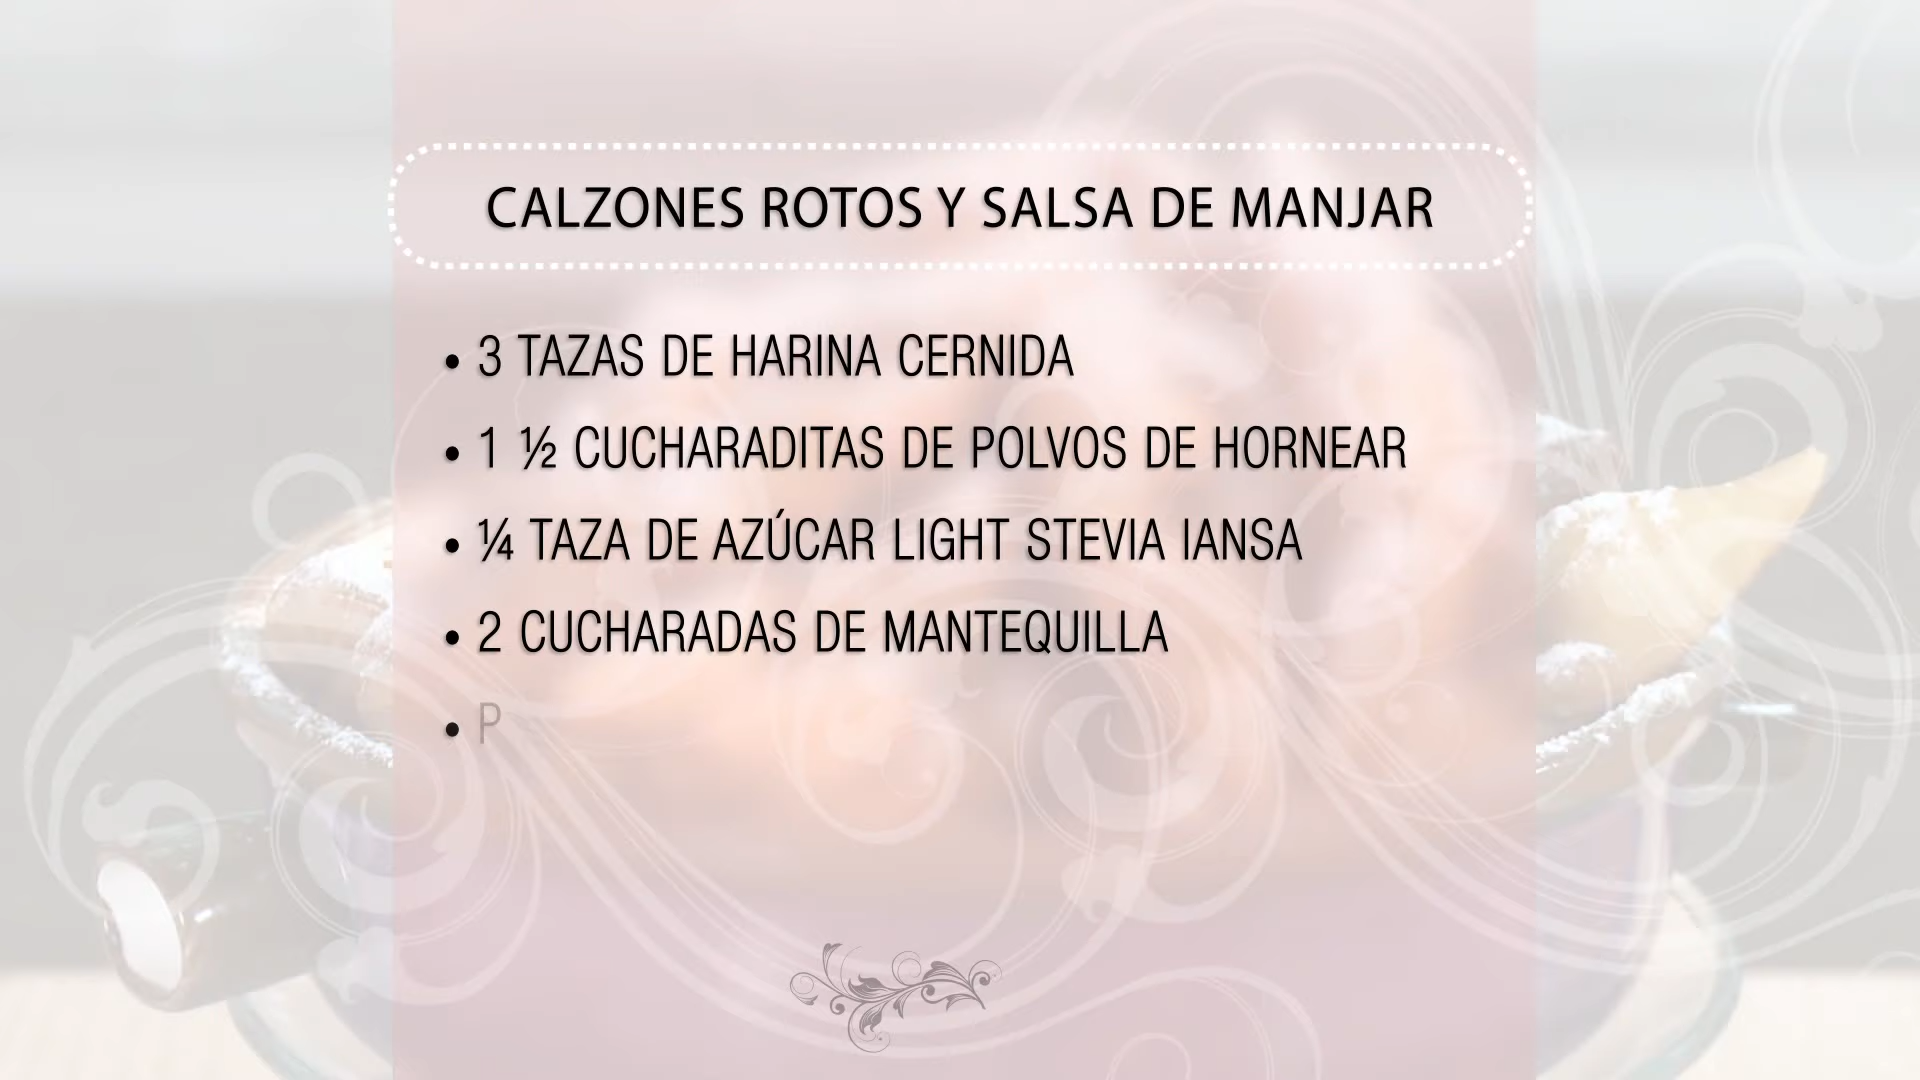 CALZONES ROTOS Y SALSA DE MANJAR
• 3 TAZAS DE HARINA CERNIDA
• 1 ½ CUCHARADITAS DE POLVOS DE HORNEAR
• ¼ TAZA DE AZÚCAR LIGHT STEVIA IANSA
• 2 CUCHARADAS DE MANTEQUILLA
• P